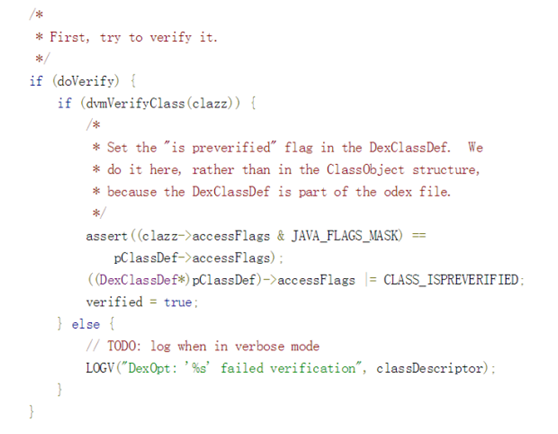 /*
 * First, try to verify it.
 */
if (doVerify) {
    if (dvmVerifyClass(clazz)) {
        /*
         * Set the "is preverified" flag in the DexClassDef.  We
         * do it here, rather than in the ClassObject structure,
         * because the DexClassDef is part of the odex file.
         */
        assert((clazz->accessFlags & JAVA_FLAGS_MASK) ==
            pClassDef->accessFlags);
        ((DexClassDef*)pClassDef)->accessFlags |= CLASS_ISPREVERIFIED;
        verified = true;
    } else {
        // TODO: log when in verbose mode
        LOGV("DexOpt: '%s' failed verification", classDescriptor);
    }
}